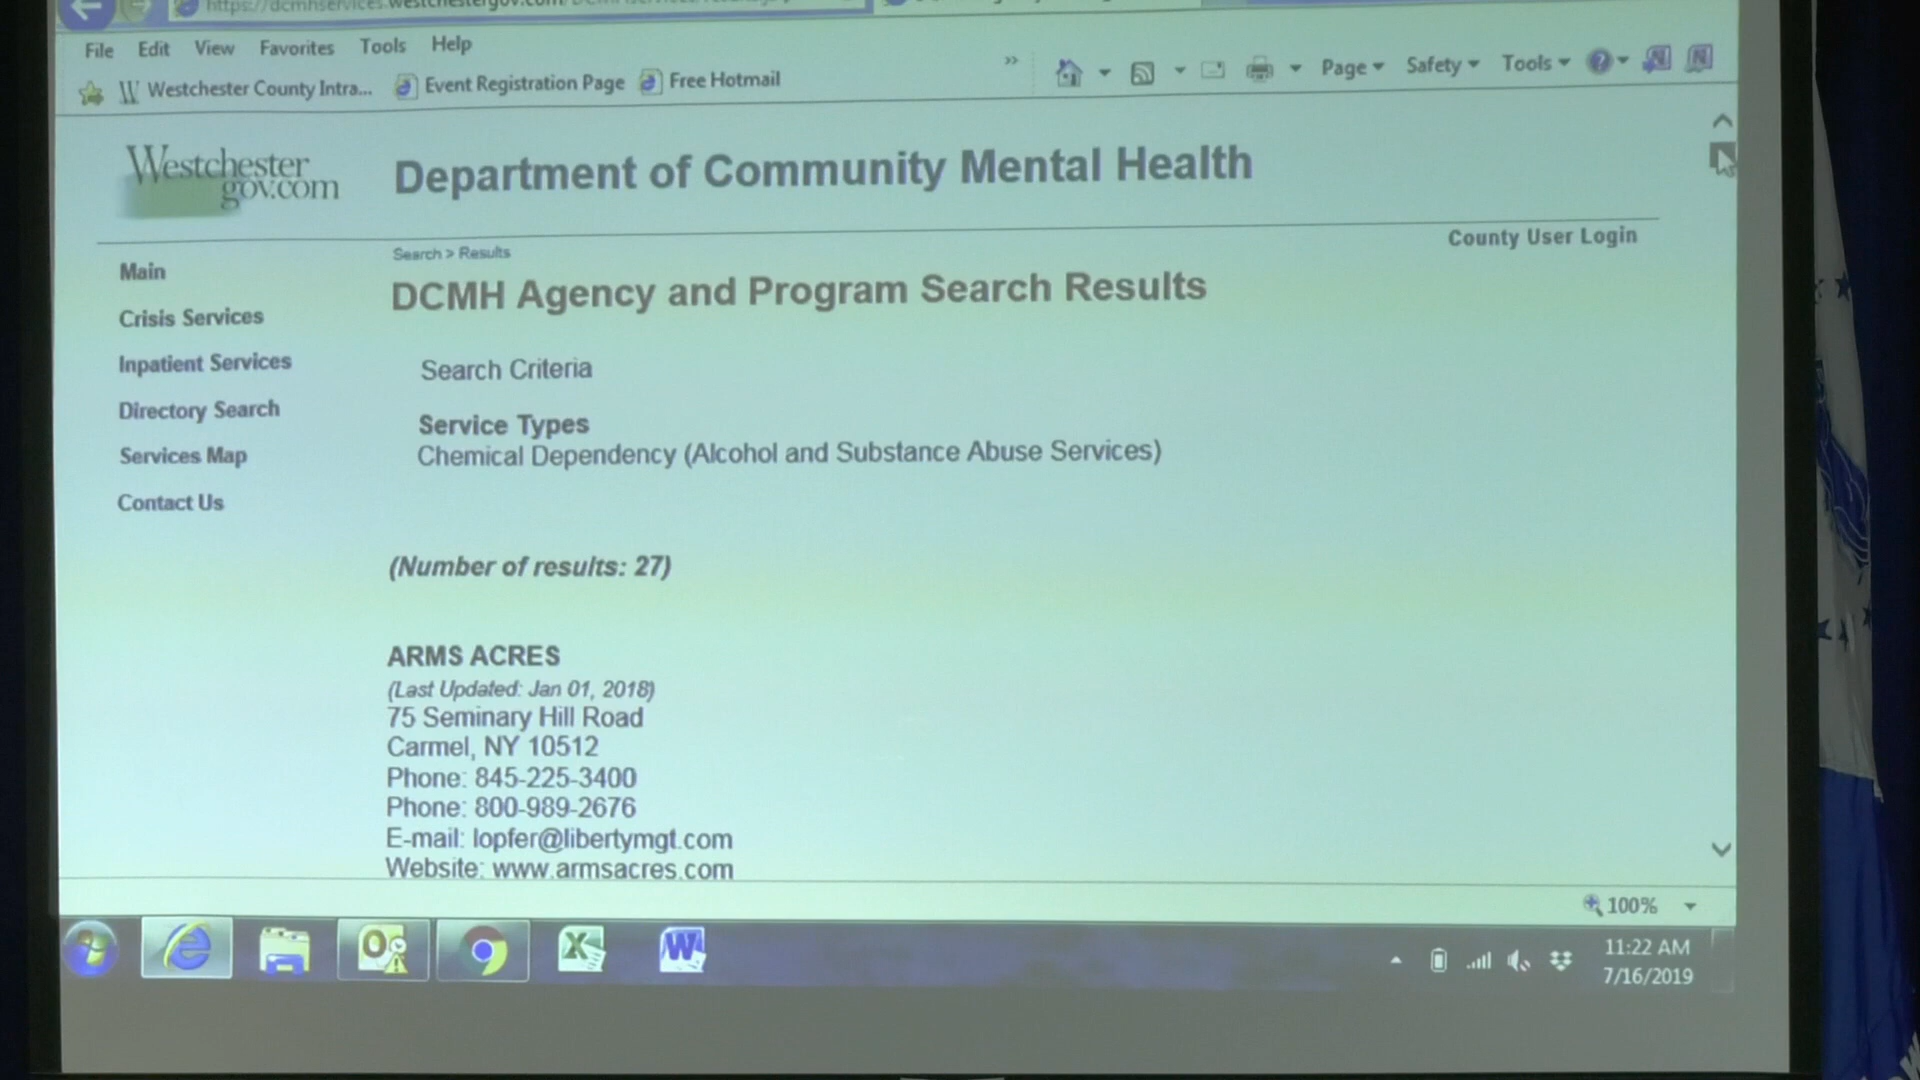 https://dcmhservices.westchestergov.com
File Edit View Favorites Tools Help
Westchester County Intra... Event Registration Page Free Hotmail
Page Safety Tools
Westchester
gov.com
Department of Community Mental Health
County User Login
Main
Crisis Services
Inpatient Services
Directory Search
Services Map
Contact Us
Search > Results
DCMH Agency and Program Search Results
Search Criteria
Service Types
Chemical Dependency (Alcohol and Substance Abuse Services)
(Number of results: 27)
ARMS ACRES
(Last Updated: Jan 01, 2018)
75 Seminary Hill Road
Carmel, NY 10512
Phone: 845-225-3400
Phone: 800-989-2676
E-mail: lopfer@libertymgt.com
Website: www.armsacres.com
100%
11:22 AM
7/16/2019